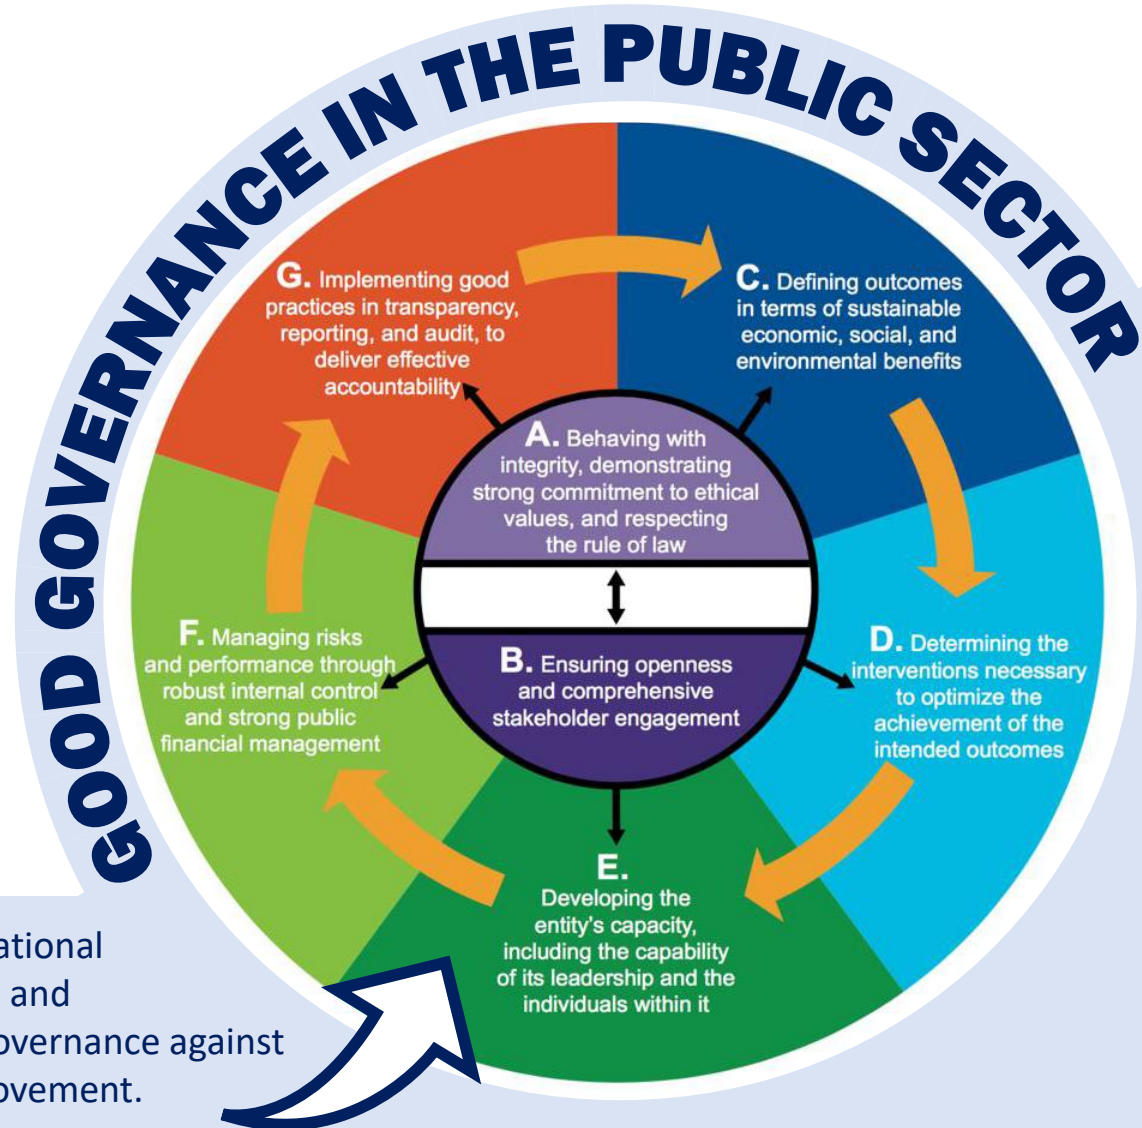 GOOD GOVERNANCE IN THE PUBLIC SECTOR
G. Implementing good
practices in transparency,
reporting, and audit, to
deliver effective
accountability
C. Defining outcomes
in terms of sustainable
economic, social, and
environmental benefits
A. Behaving with
integrity, demonstrating
strong commitment to ethical
values, and respecting
the rule of law
B. Ensuring openness
and comprehensive
stakeholder engagement
F. Managing risks
and performance through
robust internal control
and strong public
financial management
D. Determining the
interventions necessary
to optimize the
achievement of the
intended outcomes
E.
Developing the
entity's capacity,
including the capability
of its leadership and the
individuals within it
ational
and
overnance against
ovement.